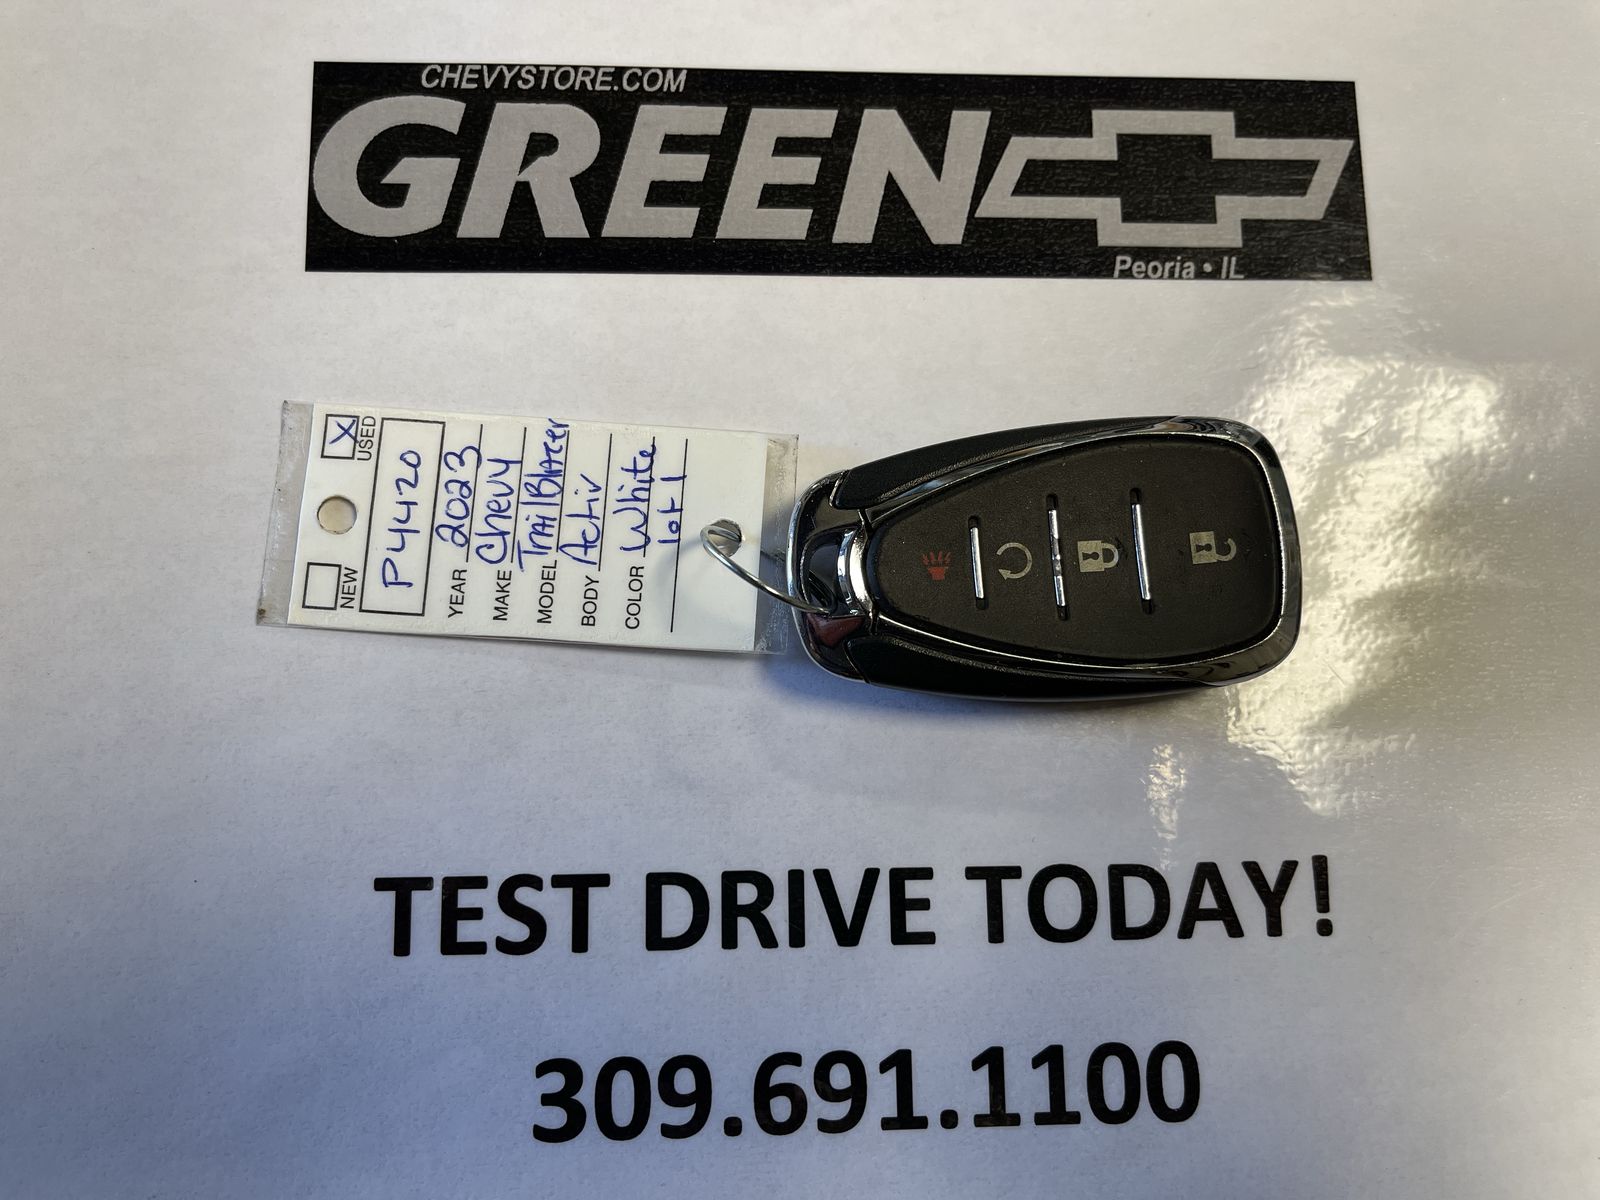 CHEVYSTORE.COM
GREEN
Peoria • IL
X USED
NEW
P4420
YEAR 2023
MAKE Chevy
MODEL TrailBlazer
BODY Activ
COLOR White
lot 1
TEST DRIVE TODAY!
309.691.1100